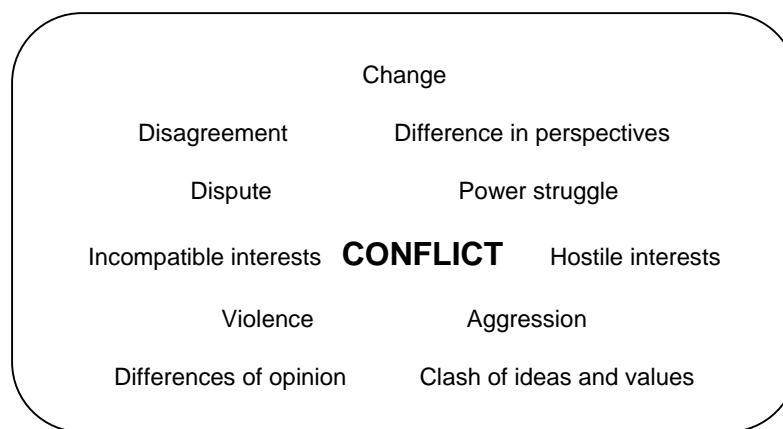 Change
Disagreement Difference in perspectives
Dispute Power struggle
Incompatible interests CONFLICT Hostile interests
Violence Aggression
Differences of opinion Clash of ideas and values